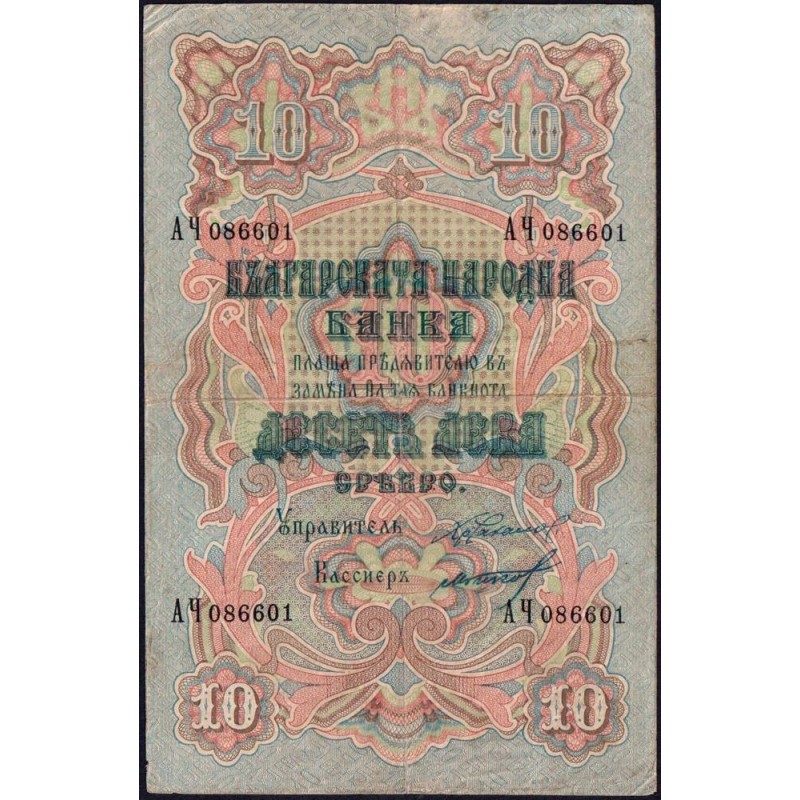 10 10
АЧ 086601 АЧ 086601
БЪЛГАРСКАТА НАРОДНА
БАНКА
ПЛАЩА ПРѢДѨВИТЕЛЮ ВЪ
ЗАМѢНА НА ТАЯ БАНКНОТА
ДЕСЕТЬ ЛЕВА
СРЕБРО.
Управитель
Кассиеръ
АЧ 086601 АЧ 086601
10 10